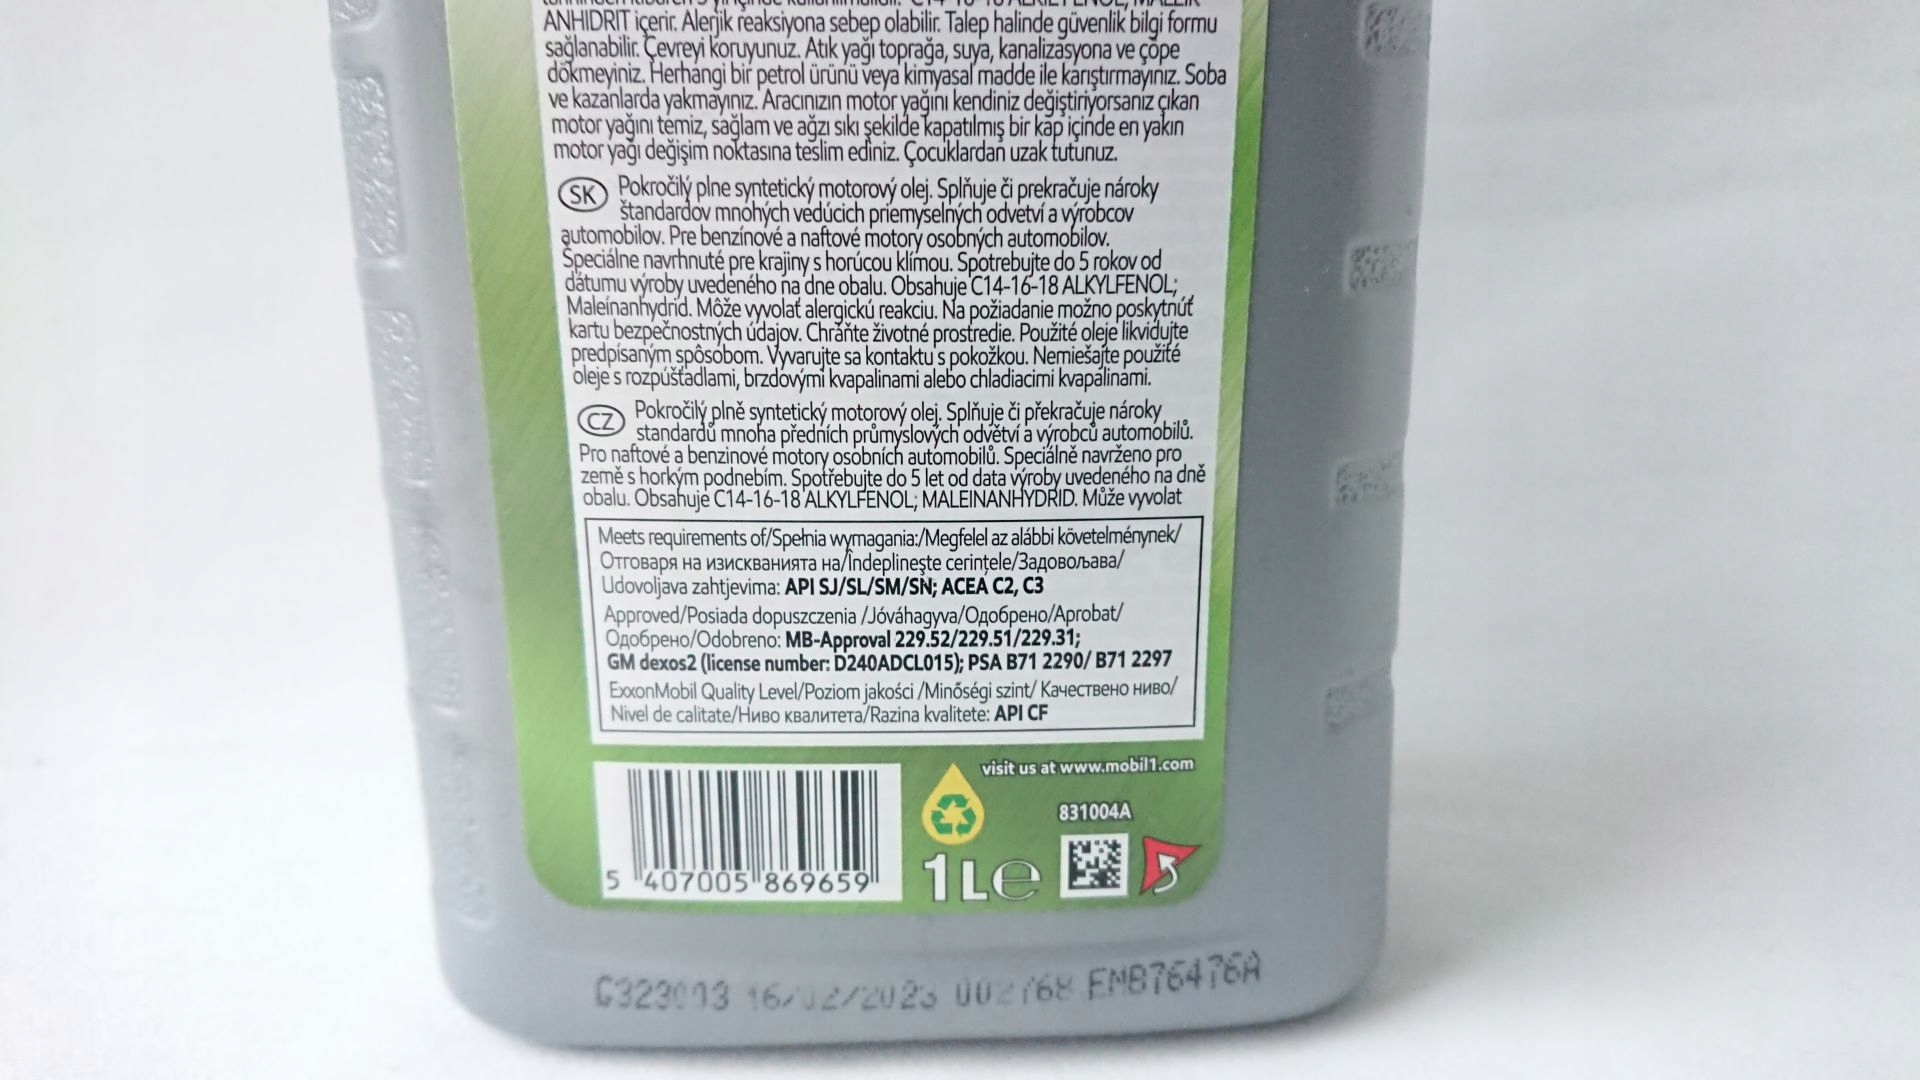 ANHİDRİT içerir. Alerjik reaksiyona sebep olabilir. Talep halinde güvenlik bilgi formu
sağlanabilir. Çevreyi koruyunuz. Atık yağı toprağa, suya, kanalizasyona ve çöpe
dökmeyiniz. Herhangi bir petrol ürünü veya kimyasal madde ile karıştırmayınız. Soba
ve kazanlarda yakmayınız. Aracınızın motor yağını kendiniz değiştiriyorsanız çıkan
motor yağını temiz, sağlam ve ağzı sıkı şekilde kapatılmış bir kap içinde en yakın
motor yağı değişim noktasına teslim ediniz. Çocuklardan uzak tutunuz.
SK Pokročilý plne syntetický motorový olej. Splňuje či prekračuje nároky
štandardov mnohých vedúcich priemyselných odvetví a výrobcov
automobilov. Pre benzínové a naftové motory osobných automobilov.
Špeciálne navrhnuté pre krajiny s horúcou klímou. Spotrebujte do 5 rokov od
dátumu výroby uvedeného na dne obalu. Obsahuje C14-16-18 ALKYLFENOL;
Maleínanhydrid. Môže vyvolať alergickú reakciu. Na požiadanie možno poskytnúť
kartu bezpečnostných údajov. Chráňte životné prostredie. Použité oleje likvidujte
predpísaným spôsobom. Vyvarujte sa kontaktu s pokožkou. Nemiešajte použité
oleje s rozpúšťadlami, brzdovými kvapalinami alebo chladiacimi kvapalinami.
CZ Pokročilý plně syntetický motorový olej. Splňuje či překračuje nároky
standardů mnoha předních průmyslových odvětví a výrobců automobilů.
Pro naftové a benzinové motory osobních automobilů. Speciálně navrženo pro
země s horkým podnebím. Spotřebujte do 5 let od data výroby uvedeného na dně
obalu. Obsahuje C14-16-18 ALKYLFENOL; MALEINANHYDRID. Může vyvolat
Meets requirements of/Spełnia wymagania:/Megfelel az alábbi követelménynek/
Отговаря на изискванията на/Îndeplineşte cerinţele/Задовољава/
Udovoljava zahtjevima: API SJ/SL/SM/SN; ACEA C2, C3
Approved/Posiada dopuszczenia /Jóváhagyva/Одобрено/Aprobat/
Одобрено/Odobreno: MB-Approval 229.52/229.51/229.31;
GM dexos2 (license number: D240ADCL015); PSA B71 2290/ B71 2297
ExxonMobil Quality Level/Poziom jakości /Minőségi szint/ Качествено ниво/
Nivel de calitate/Ниво квалитета/Razina kvalitete: API CF
visit us at www.mobil1.com
831004A
5 407005 869659
1L℮
16/02/2023 EMB76476A